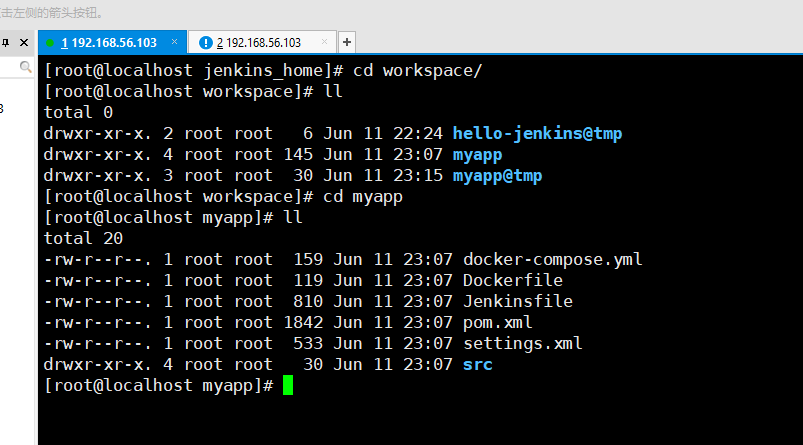 击左侧的箭头按钮。
1 192.168.56.103
2 192.168.56.103
[root@localhost jenkins_home]# cd workspace/
[root@localhost workspace]# ll
total 0
drwxr-xr-x. 2 root root   6 Jun 11 22:24 hello-jenkins@tmp
drwxr-xr-x. 4 root root 145 Jun 11 23:07 myapp
drwxr-xr-x. 3 root root  30 Jun 11 23:15 myapp@tmp
[root@localhost workspace]# cd myapp
[root@localhost myapp]# ll
total 20
-rw-r--r--. 1 root root  159 Jun 11 23:07 docker-compose.yml
-rw-r--r--. 1 root root  119 Jun 11 23:07 Dockerfile
-rw-r--r--. 1 root root  810 Jun 11 23:07 Jenkinsfile
-rw-r--r--. 1 root root 1842 Jun 11 23:07 pom.xml
-rw-r--r--. 1 root root  533 Jun 11 23:07 settings.xml
drwxr-xr-x. 4 root root   30 Jun 11 23:07 src
[root@localhost myapp]#